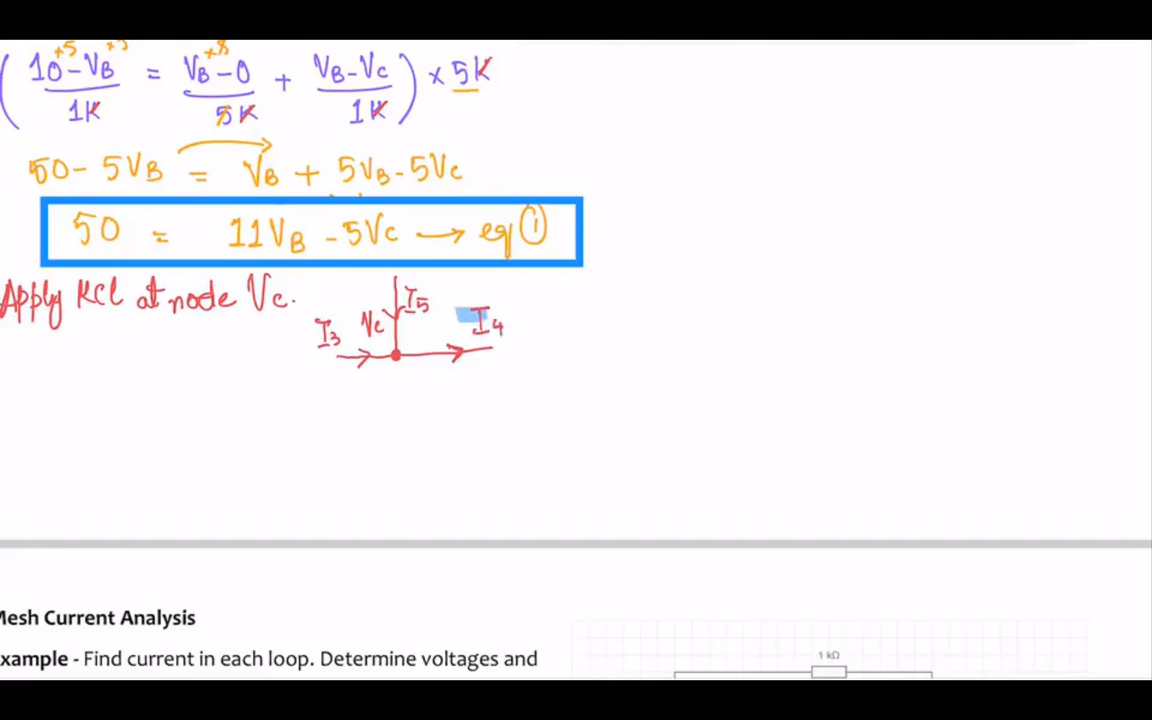 ( 10 - VB / 1K = VB - 0 / 5K + VB - Vc / 1K ) × 5K
50 - 5VB = VB + 5VB - 5Vc
50 = 11VB - 5Vc → eq ①
Apply KCL at node Vc.
I3 Vc I5 I4
Mesh Current Analysis
xample - Find current in each loop. Determine voltages and
1 kΩ